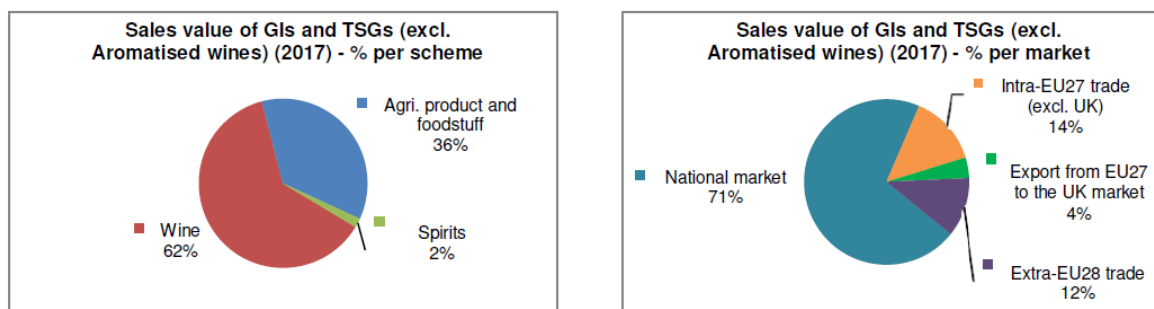 Sales value of GIs and TSGs (excl.
Aromatised wines) (2017) - % per scheme
Agri. product and
foodstuff
36%
Wine
62%
Spirits
2%
Sales value of GIs and TSGs (excl.
Aromatised wines) (2017) - % per market
Intra-EU27 trade
(excl. UK)
14%
National market
71%
Export from EU27
to the UK market
4%
Extra-EU28 trade
12%